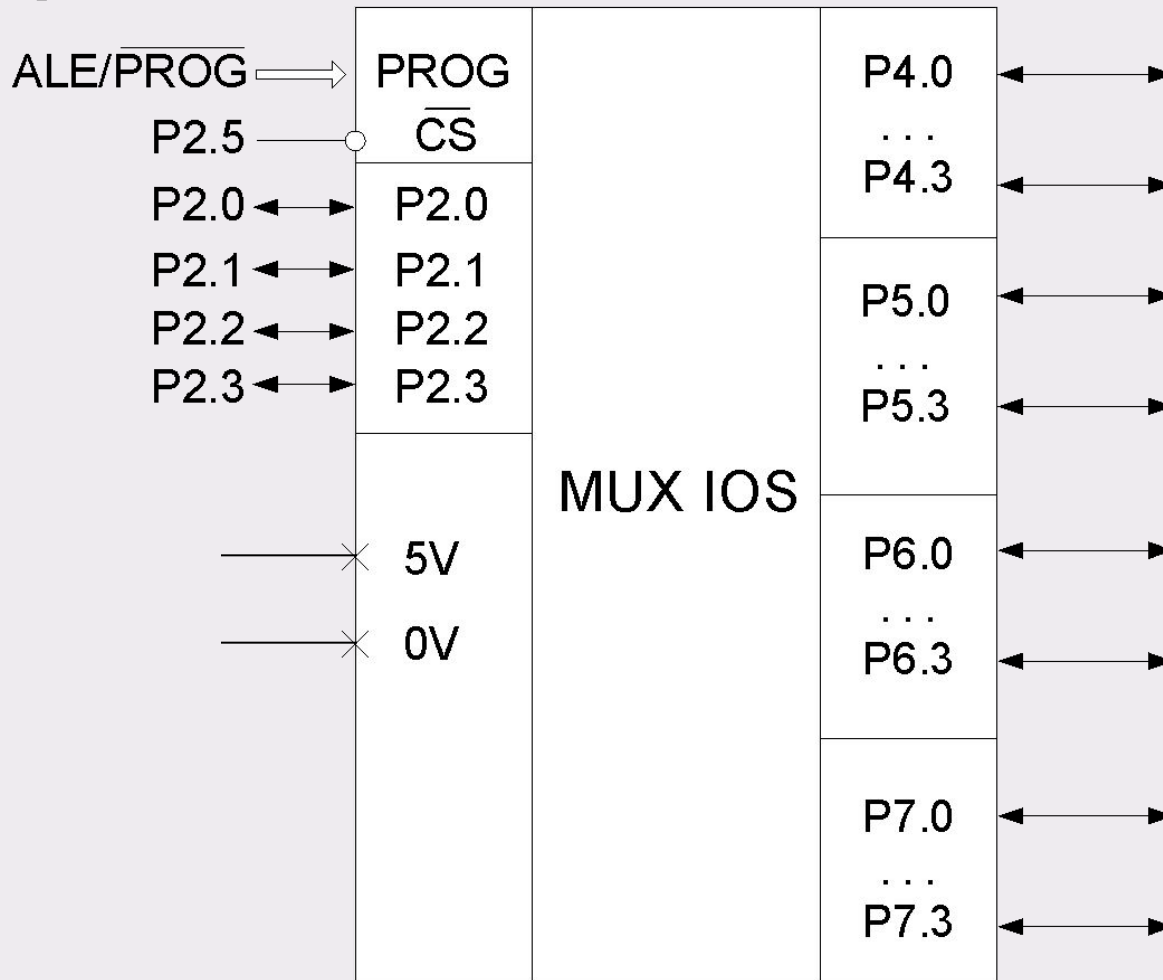 ALE/PROG PROG P4.0
P2.5 CS . . .
P2.0 P2.0 P4.3
P2.1 P2.1 P5.0
P2.2 P2.2 . . .
P2.3 P2.3 P5.3
MUX IOS
5V P6.0
0V . . .
P6.3
P7.0
. . .
P7.3